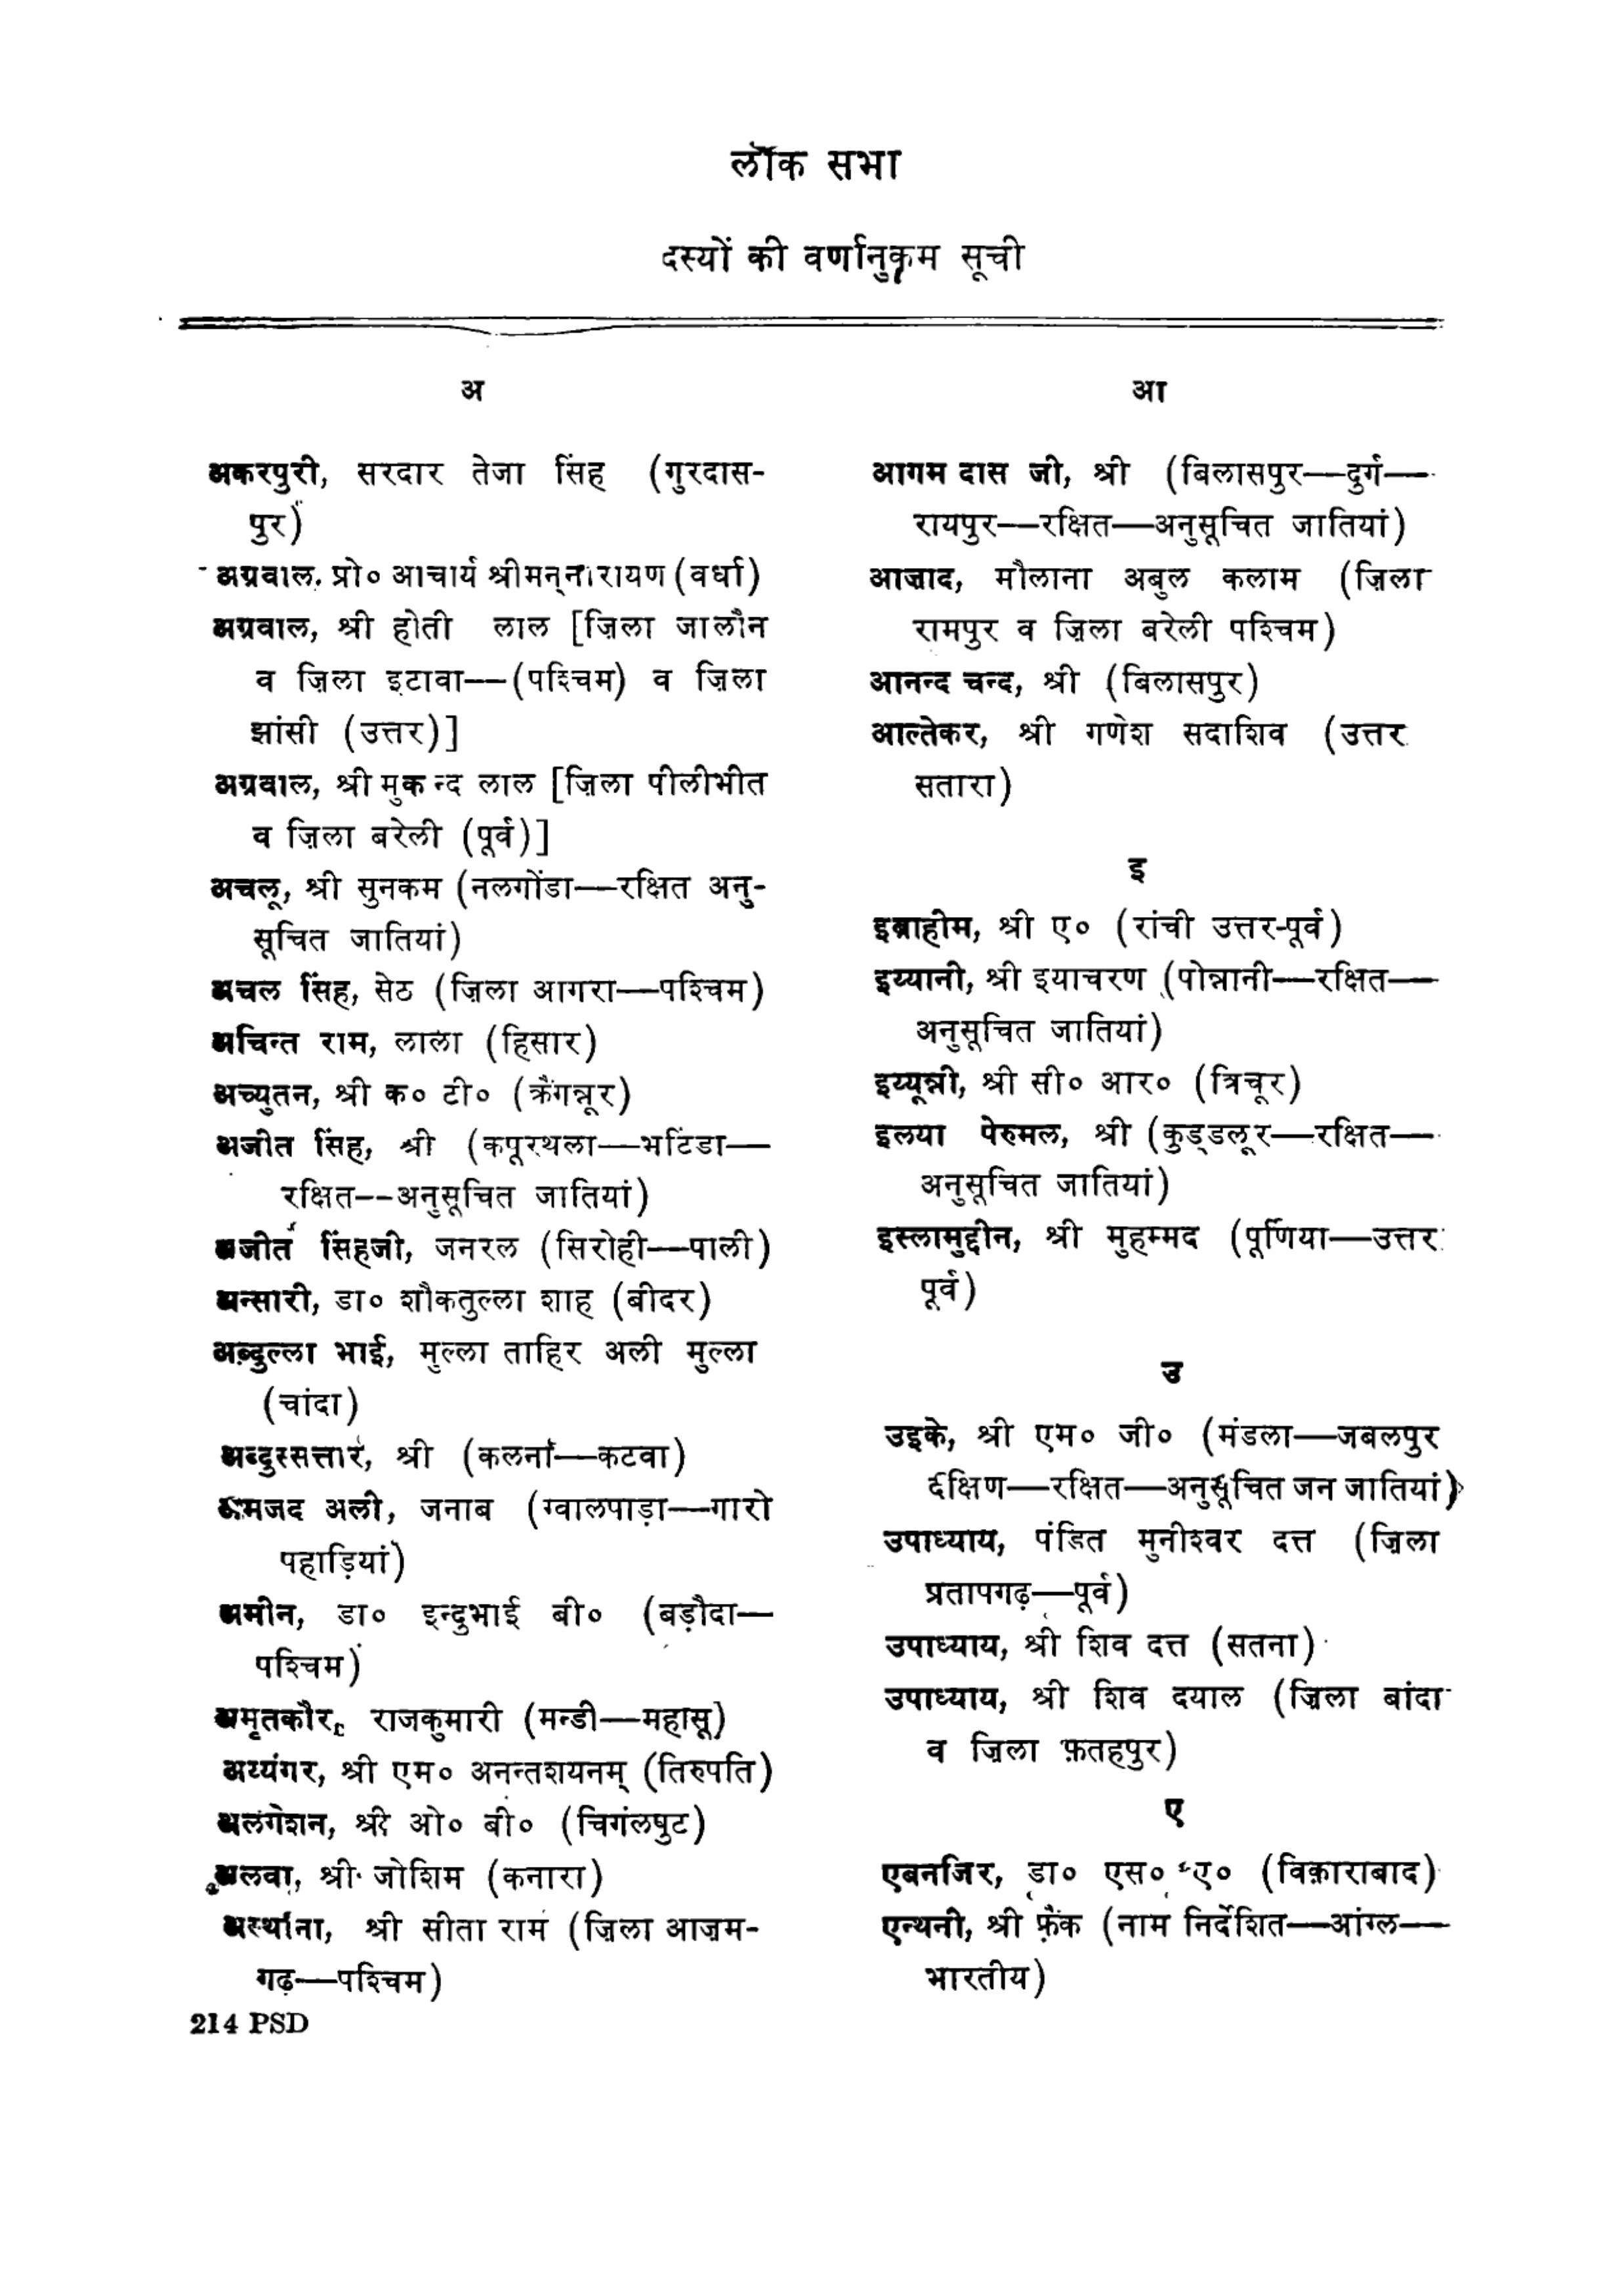 लोक सभा
दस्यों की वर्णानुक्रम सूची
अ
अकरपुरी, सरदार तेजा सिंह (गुरदास-
पुर)
अग्रवाल, प्रो० आचार्य श्रीमन्नारायण (वर्धा)
अग्रवाल, श्री होती लाल [ज़िला जालौन
व ज़िला इटावा--(पश्चिम) व ज़िला
झांसी (उत्तर)]
अग्रवाल, श्री मुकन्द लाल [ज़िला पीलीभीत
व ज़िला बरेली (पूर्व)]
अचलू, श्री सुनकम (नलगोंडा—रक्षित अनु-
सूचित जातियां)
अचल सिंह, सेठ (ज़िला आगरा—पश्चिम)
अचिन्त राम, लाला (हिसार)
अच्युतन, श्री क० टी० (क्रैंगन्नूर)
अजीत सिंह, श्री (कपूरथला—भटिंडा—
रक्षित--अनुसूचित जातियां)
अजीत सिंहजी, जनरल (सिरोही—पाली)
अन्सारी, डा० शौकतुल्ला शाह (बीदर)
अब्दुल्ला भाई, मुल्ला ताहिर अली मुल्ला
(चांदा)
अब्दुस्सत्तार, श्री (कलना—कटवा)
अमजद अली, जनाब (ग्वालपाड़ा—गारो
पहाड़ियां)
अमीन, डा० इन्दुभाई बी० (बड़ौदा—
पश्चिम)
अमृतकौर, राजकुमारी (मन्डी—महासू)
अय्यंगर, श्री एम० अनन्तशयनम् (तिरुपति)
अलगेशन, श्री ओ० बी० (चिगंलपुट)
अलवा, श्री जोशिम (कनारा)
अस्थाना, श्री सीता राम (ज़िला आज़म-
गढ़—पश्चिम)
214 PSD
आ
आगम दास जी, श्री (बिलासपुर—दुर्ग—
रायपुर—रक्षित—अनुसूचित जातियां)
आज़ाद, मौलाना अबुल कलाम (ज़िला
रामपुर व ज़िला बरेली पश्चिम)
आनन्द चन्द, श्री (बिलासपुर)
आल्तेकर, श्री गणेश सदाशिव (उत्तर
सतारा)
इ
इब्राहीम, श्री ए० (रांची उत्तर-पूर्व)
इय्यानी, श्री इयाचरण (पोन्नानी—रक्षित—
अनुसूचित जातियां)
इय्यून्नी, श्री सी० आर० (त्रिचूर)
इलया पेरुमल, श्री (कुड्डलूर—रक्षित—
अनुसूचित जातियां)
इस्लामुद्दीन, श्री मुहम्मद (पूर्णिया—उत्तर
पूर्व)
उ
उइके, श्री एम० जी० (मंडला—जबलपुर
दक्षिण—रक्षित—अनुसूचित जन जातियां)
उपाध्याय, पंडित मुनीश्वर दत्त (ज़िला
प्रतापगढ़—पूर्व)
उपाध्याय, श्री शिव दत्त (सतना)
उपाध्याय, श्री शिव दयाल (ज़िला बांदा
व ज़िला फ़तहपुर)
ए
एबनजिर, डा० एस० ए० (विक़ाराबाद)
एन्थनी, श्री फ़्रैंक (नाम निर्देशित—आंग्ल—
भारतीय)